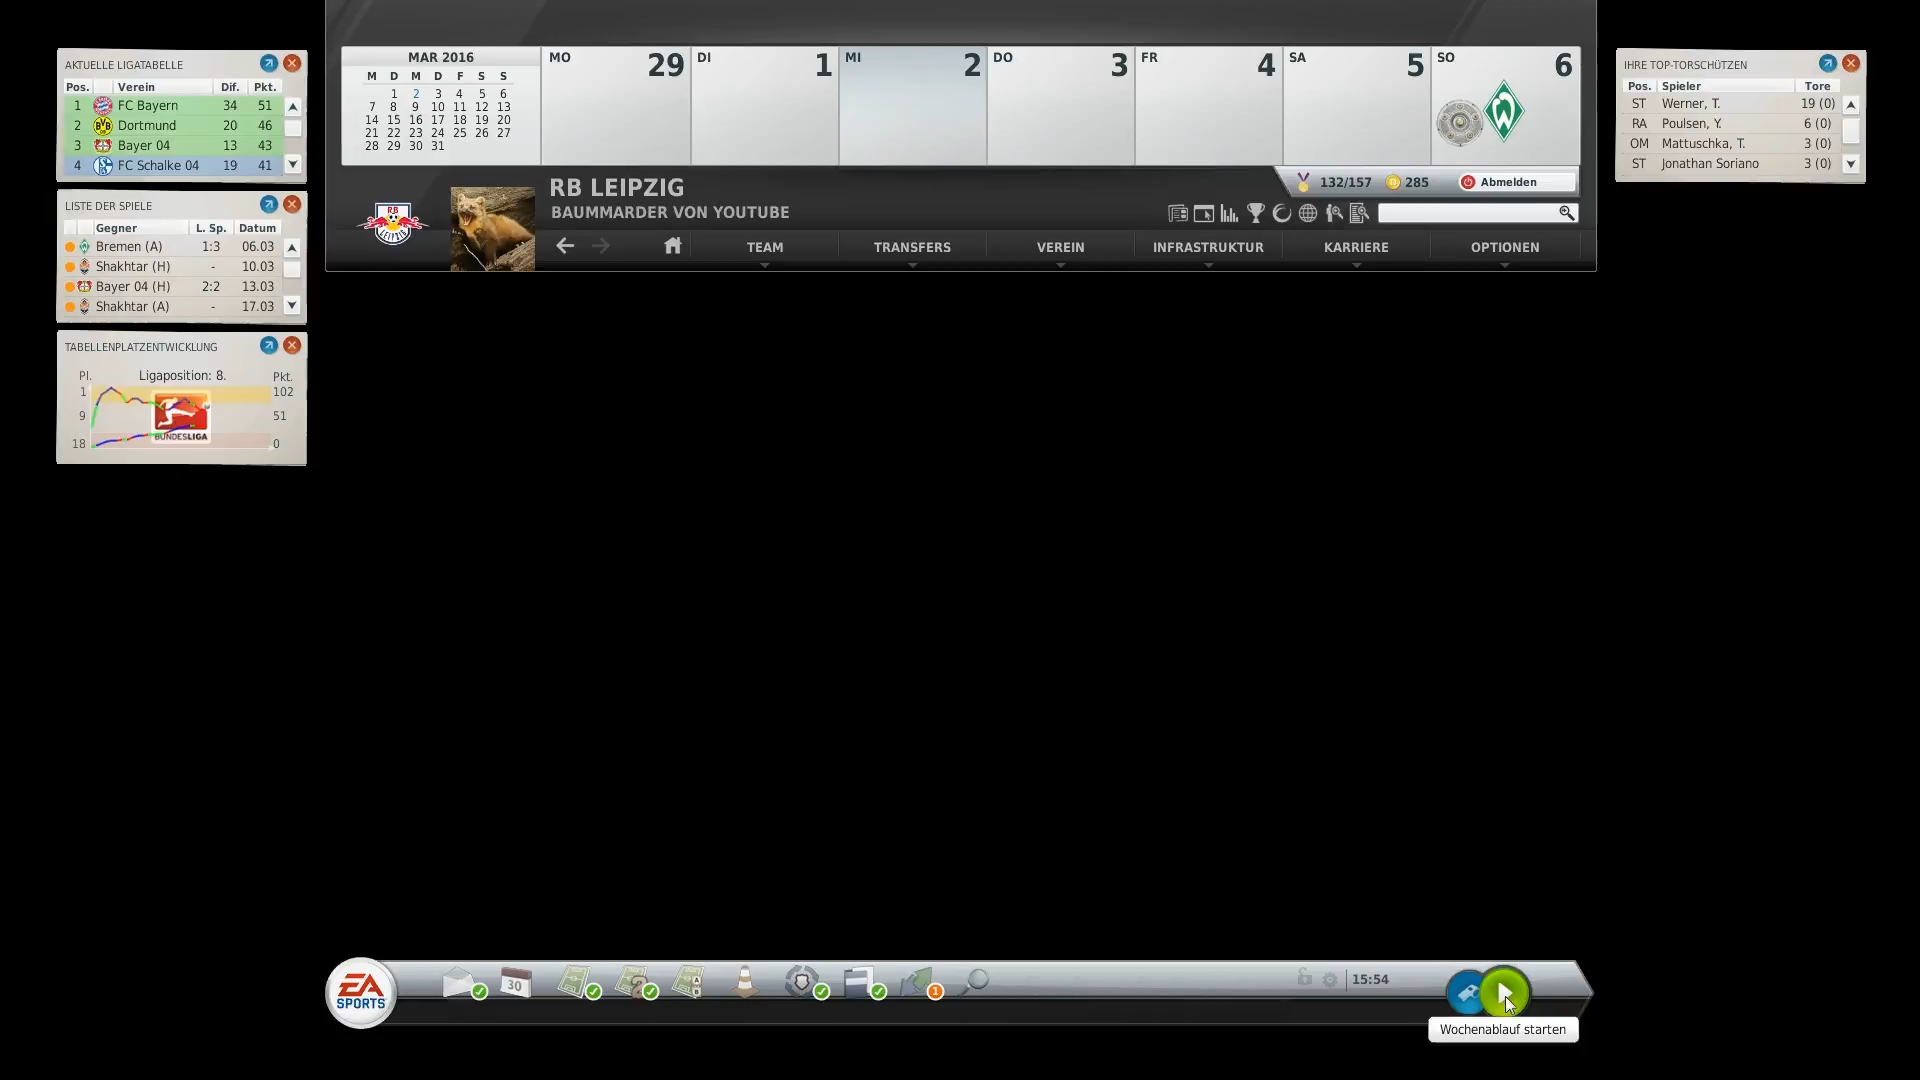 AKTUELLE LIGATABELLE
Pos. Verein Dif. Pkt.
1 FC Bayern 34 51
2 Dortmund 20 46
3 Bayer 04 13 43
4 FC Schalke 04 19 41
LISTE DER SPIELE
Gegner L. Sp. Datum
Bremen (A) 1:3 06.03
Shakhtar (H) - 10.03
Bayer 04 (H) 2:2 13.03
Shakhtar (A) - 17.03
TABELLENPLATZENTWICKLUNG
Pl. Ligaposition: 8. Pkt.
1 102
9 51
18 0
BUNDESLIGA
MAR 2016
M D M D F S S
1 2 3 4 5 6
7 8 9 10 11 12 13
14 15 16 17 18 19 20
21 22 23 24 25 26 27
28 29 30 31
MO 29
DI 1
MI 2
DO 3
FR 4
SA 5
SO 6
W
132/157 285 Abmelden
RB LEIPZIG
BAUMMARDER VON YOUTUBE
RB
LEIPZIG
TEAM TRANSFERS VEREIN INFRASTRUKTUR KARRIERE OPTIONEN
IHRE TOP-TORSCHÜTZEN
Pos. Spieler Tore
ST Werner, T. 19 (0)
RA Poulsen, Y. 6 (0)
OM Mattuschka, T. 3 (0)
ST Jonathan Soriano 3 (0)
EA
SPORTS
30
1
15:54
Wochenablauf starten